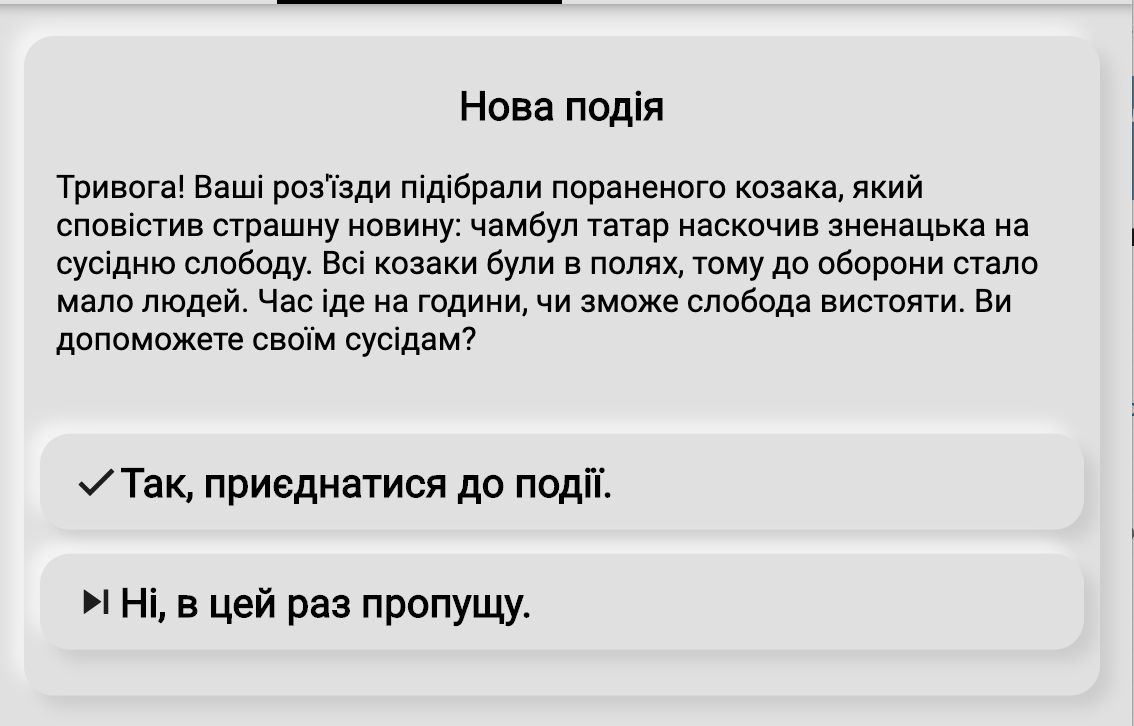 Нова подія
Тривога! Ваші роз'їзди підібрали пораненого козака, який
сповістив страшну новину: чамбул татар наскочив зненацька на
сусідню слободу. Всі козаки були в полях, тому до оборони стало
мало людей. Час іде на години, чи зможе слобода вистояти. Ви
допоможете своїм сусідам?
Так, приєднатися до події.
Ні, в цей раз пропущу.